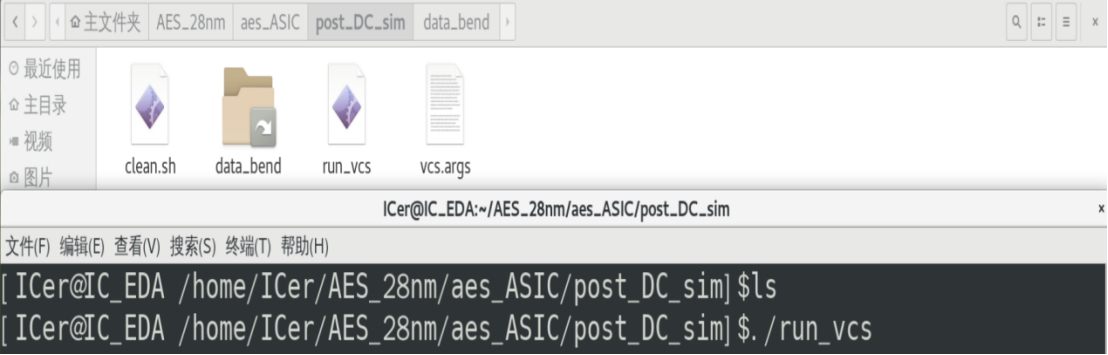 主文件夹 AES_28nm aes_ASIC post_DC_sim data_bend
最近使用
主目录
视频
图片
clean.sh data_bend run_vcs vcs.args
ICer@IC_EDA:~/AES_28nm/aes_ASIC/post_DC_sim
文件(F) 编辑(E) 查看(V) 搜索(S) 终端(T) 帮助(H)
[ICer@IC_EDA /home/ICer/AES_28nm/aes_ASIC/post_DC_sim]$ls
[ICer@IC_EDA /home/ICer/AES_28nm/aes_ASIC/post_DC_sim]$./run_vcs